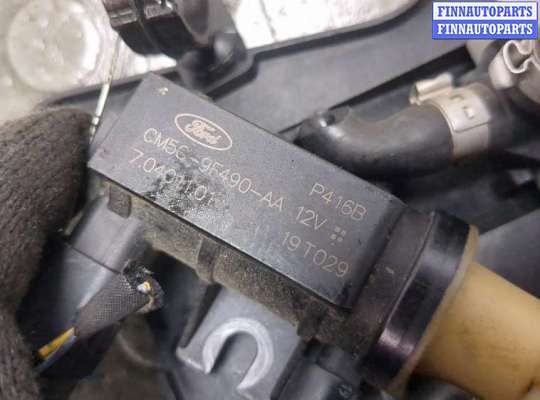 FINNAUTOPARTS
FINNAUTOPARTS
Ford
CM5G-9F490-AA
P416B
12V
19T029